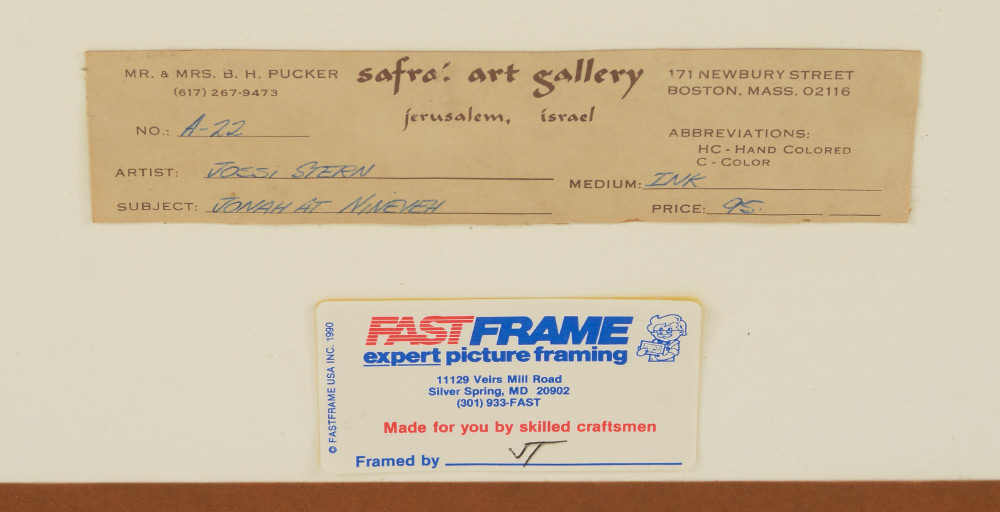 MR. & MRS. B. H. PUCKER
(617) 267-9473
safrai art gallery
jerusalem, israel
171 NEWBURY STREET
BOSTON, MASS. 02116
NO.: A-22
ABBREVIATIONS:
HC - HAND COLORED
C - COLOR
ARTIST: JOSSI STERN
MEDIUM: INK
SUBJECT: JONAH AT NINEVEH
PRICE: 95.
© FASTFRAME USA INC. 1990
FASTFRAME
expert picture framing
11129 Veirs Mill Road
Silver Spring, MD 20902
(301) 933-FAST
Made for you by skilled craftsmen
Framed by JT